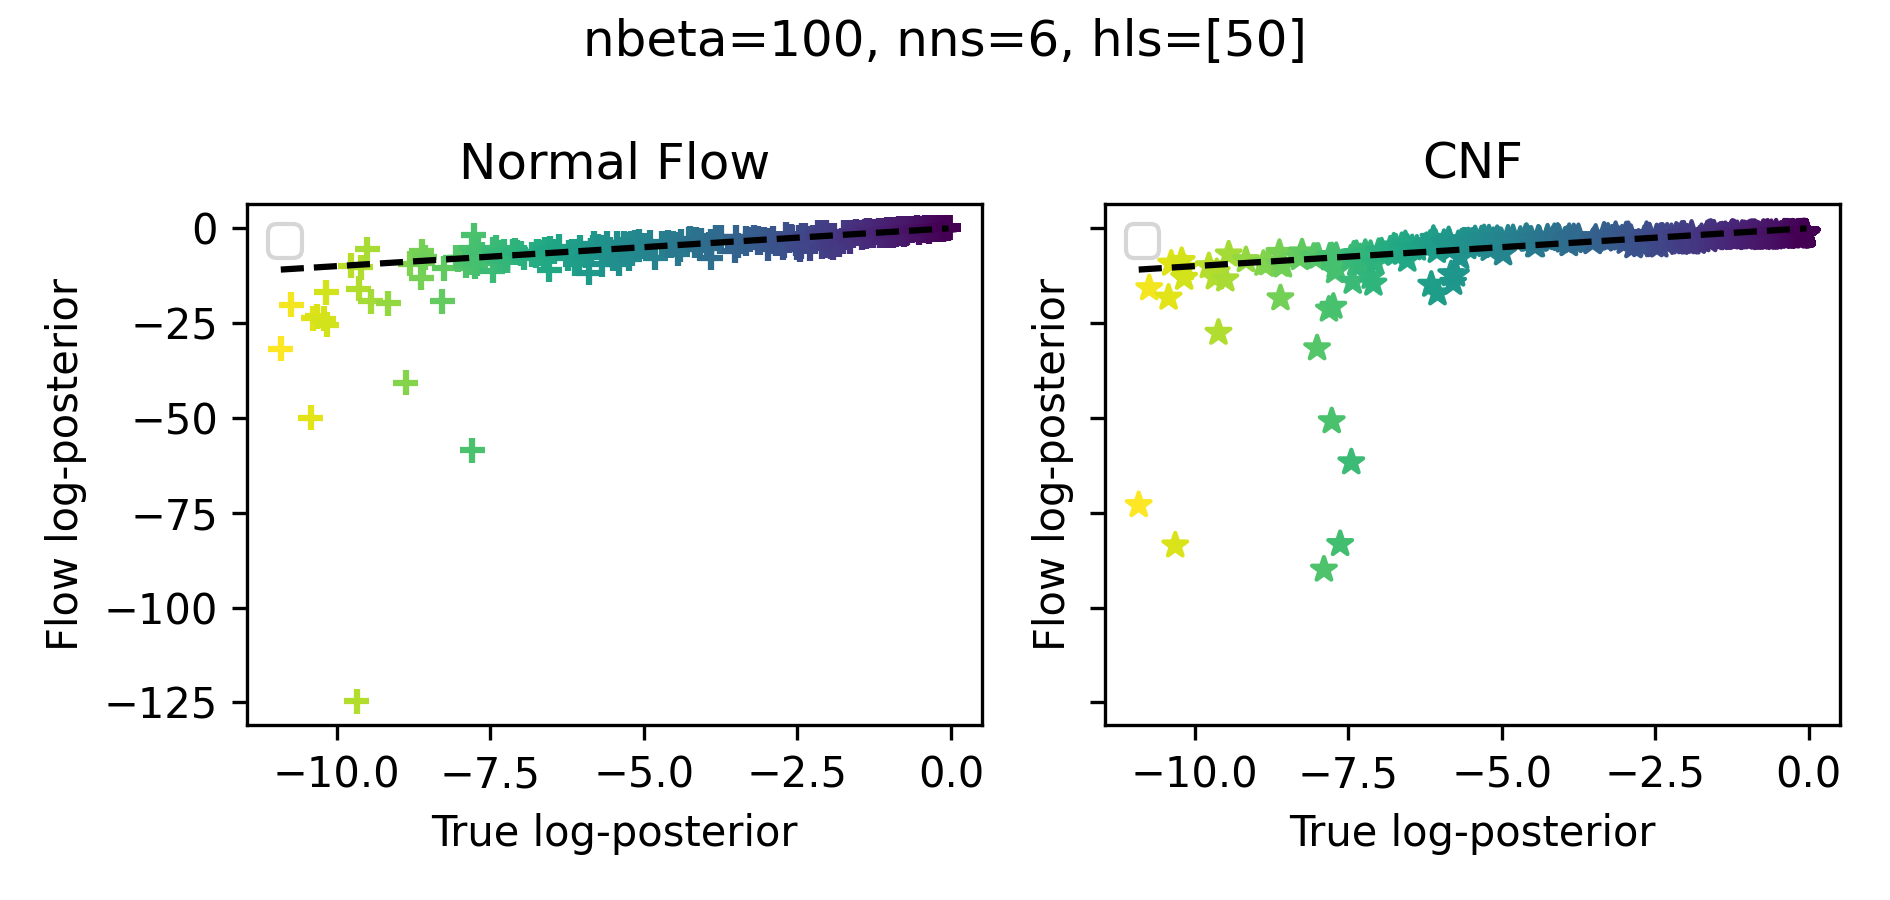 nbeta=100, nns=6, hls=[50]
Normal Flow
CNF
Flow log-posterior
0
−25
−50
−75
−100
−125
−10.0
−7.5
−5.0
−2.5
0.0
True log-posterior
Flow log-posterior
−10.0
−7.5
−5.0
−2.5
0.0
True log-posterior